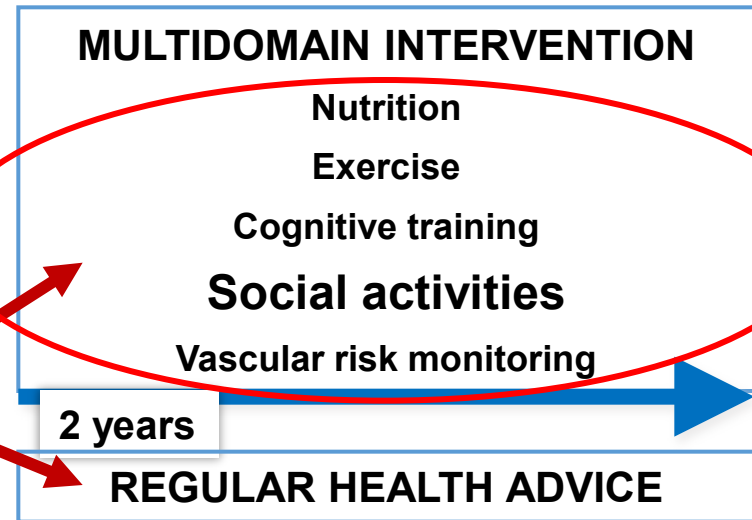 MULTIDOMAIN INTERVENTION
Nutrition
Exercise
Cognitive training
Social activities
Vascular risk monitoring
2 years
REGULAR HEALTH ADVICE